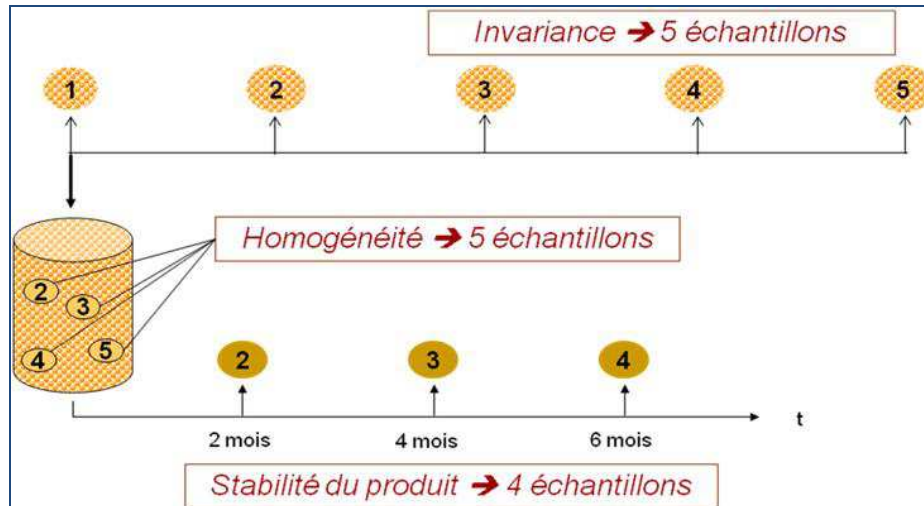 Invariance ➔ 5 échantillons
1 2 3 4 5
Homogénéité ➔ 5 échantillons
2
3
4 5
2 3 4
t
2 mois 4 mois 6 mois
Stabilité du produit ➔ 4 échantillons